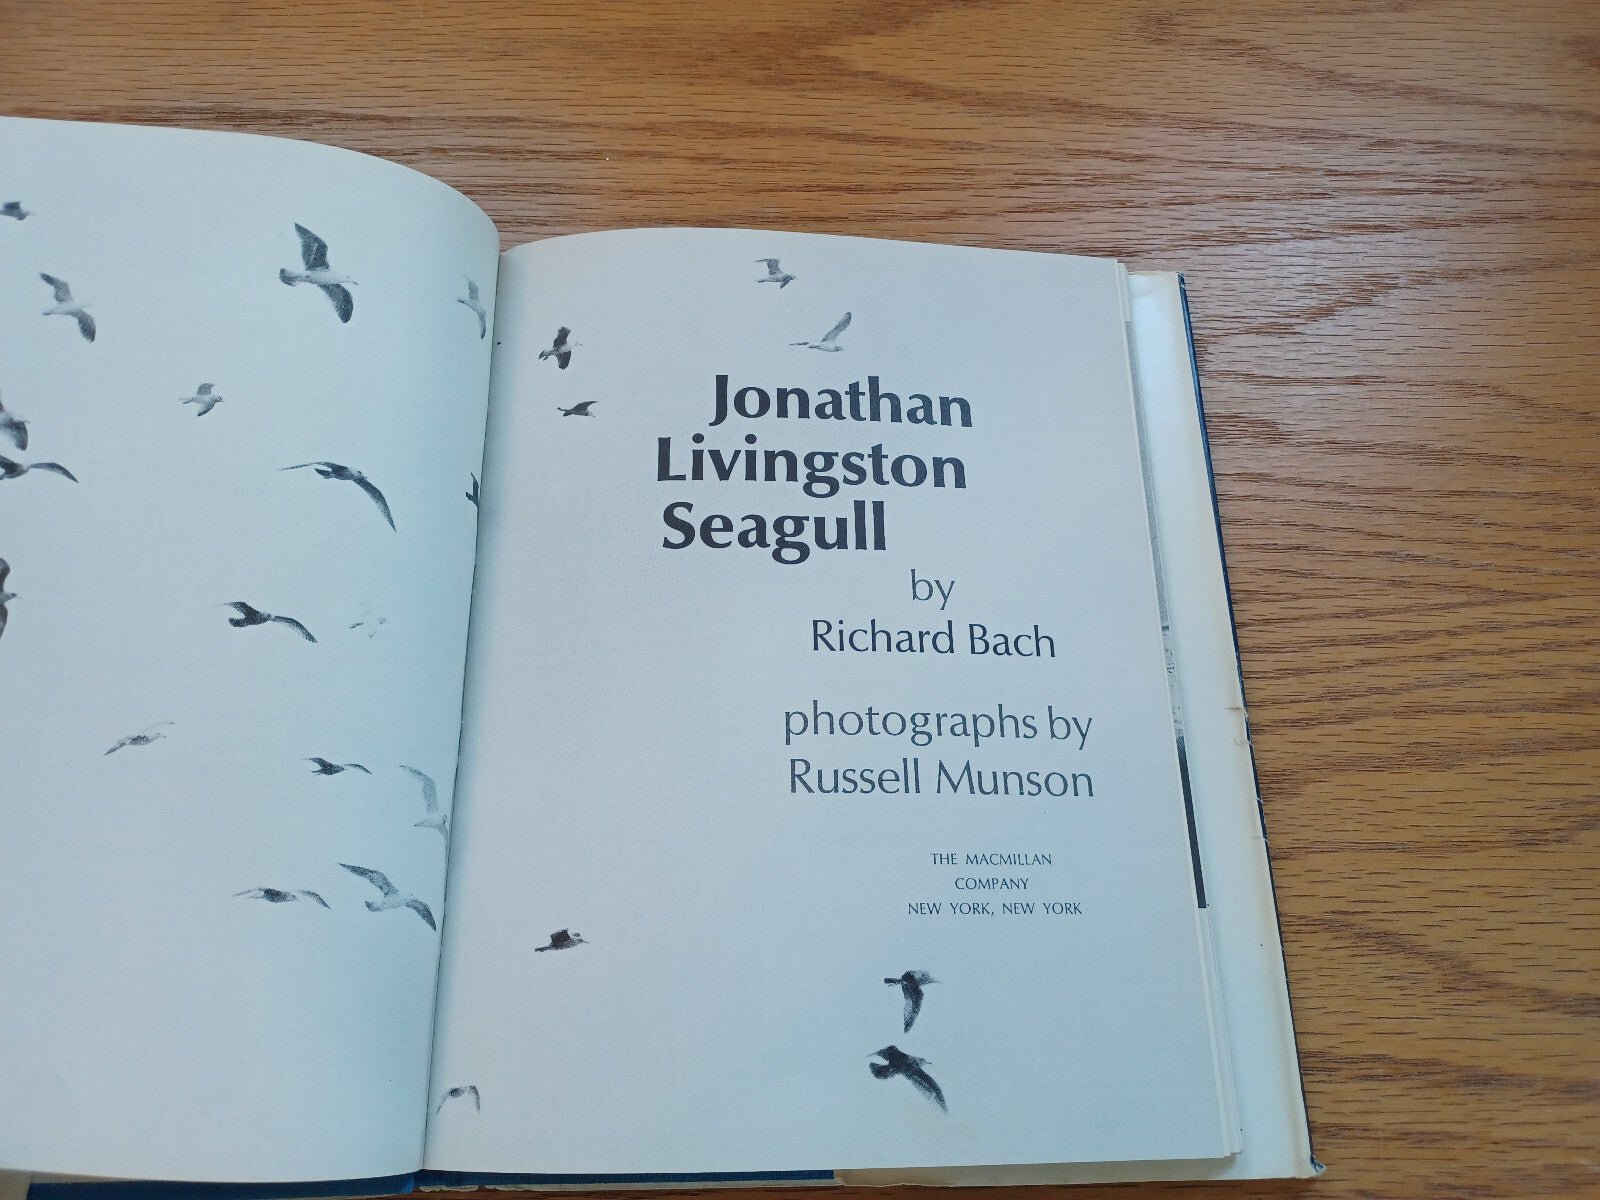 Jonathan
Livingston
Seagull
by
Richard Bach
photographs by
Russell Munson
THE MACMILLAN
COMPANY
NEW YORK, NEW YORK